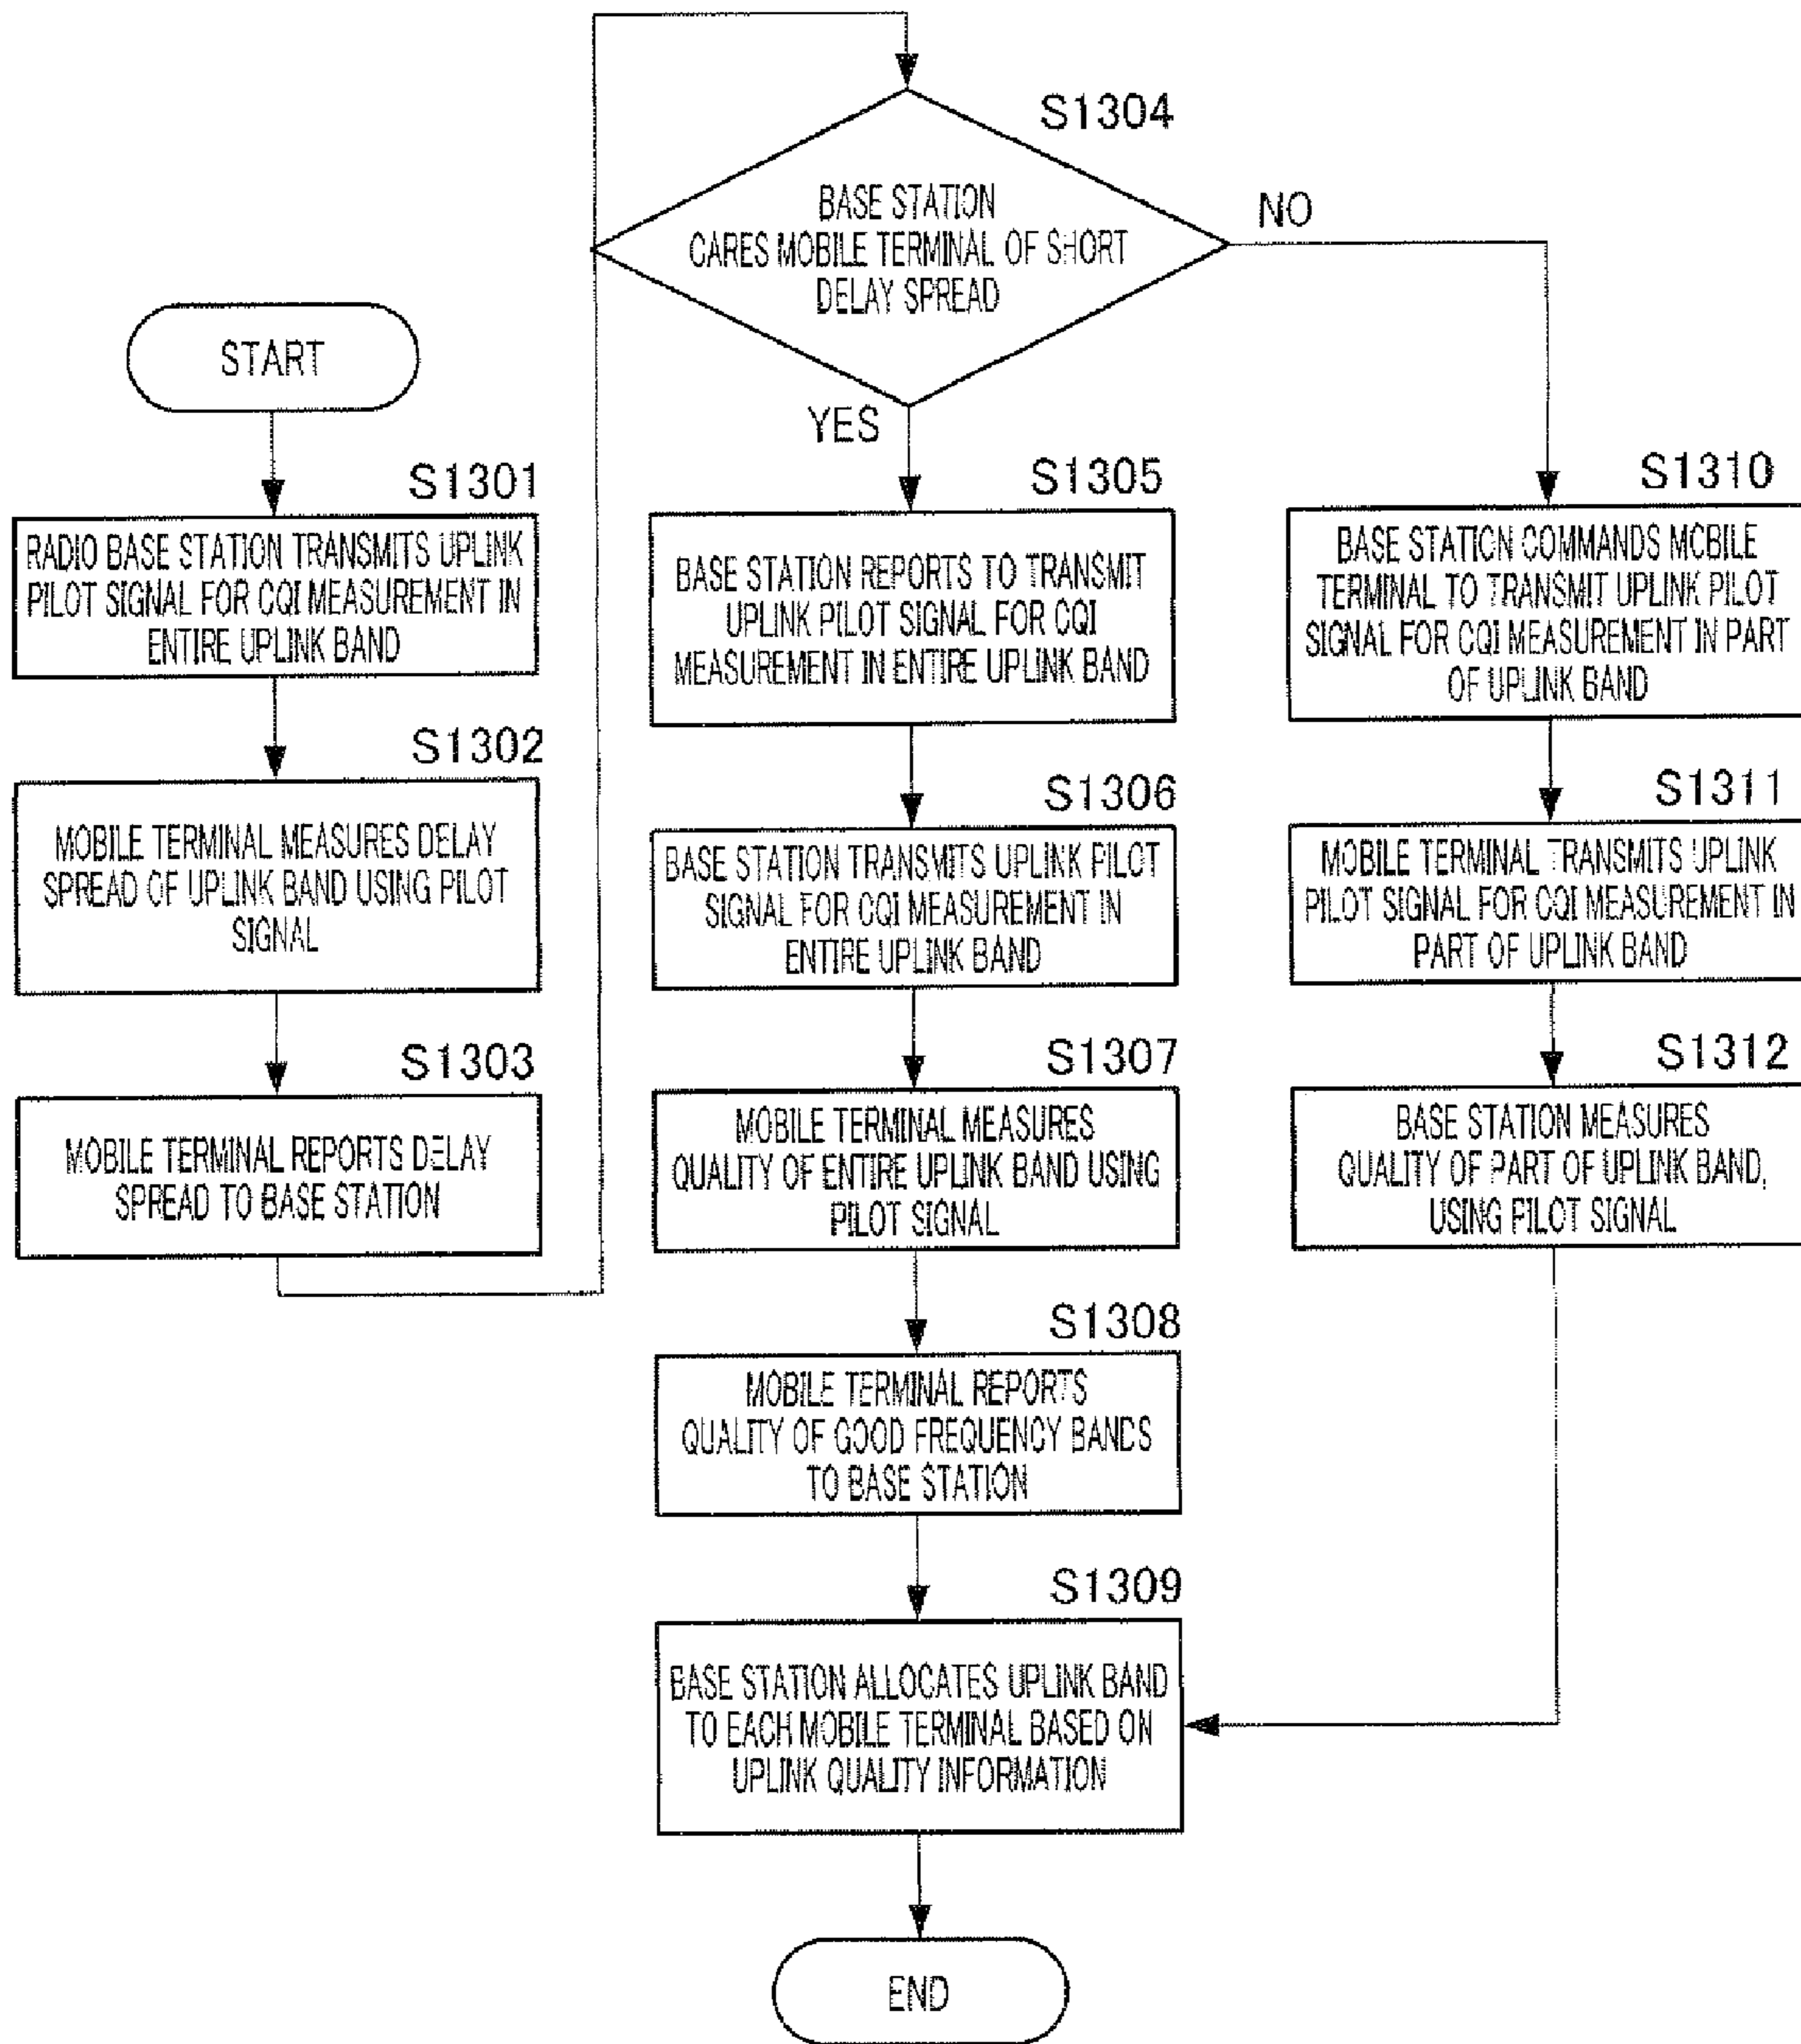 START
S1301
RADIO BASE STATION TRANSMITS UPLINK
PILOT SIGNAL FOR CQI MEASUREMENT IN
ENTIRE UPLINK BAND
S1302
MOBILE TERMINAL MEASURES DELAY
SPREAD OF UPLINK BAND USING PILOT
SIGNAL
S1303
MOBILE TERMINAL REPORTS DELAY
SPREAD TO BASE STATION
S1304
BASE STATION
CARES MOBILE TERMINAL OF SHORT
DELAY SPREAD
NO
YES
S1305
BASE STATION REPORTS TO TRANSMIT
UPLINK PILOT SIGNAL FOR CQI
MEASUREMENT IN ENTIRE UPLINK BAND
S1306
BASE STATION TRANSMITS UPLINK PILOT
SIGNAL FOR CQI MEASUREMENT IN
ENTIRE UPLINK BAND
S1307
MOBILE TERMINAL MEASURES
QUALITY OF ENTIRE UPLINK BAND USING
PILOT SIGNAL
S1308
MOBILE TERMINAL REPORTS
QUALITY OF GOOD FREQUENCY BANDS
TO BASE STATION
S1309
BASE STATION ALLOCATES UPLINK BAND
TO EACH MOBILE TERMINAL BASED ON
UPLINK QUALITY INFORMATION
END
S1310
BASE STATION COMMANDS MOBILE
TERMINAL TO TRANSMIT UPLINK PILOT
SIGNAL FOR CQI MEASUREMENT IN PART
OF UPLINK BAND
S1311
MOBILE TERMINAL TRANSMITS UPLINK
PILOT SIGNAL FOR CQI MEASUREMENT IN
PART OF UPLINK BAND
S1312
BASE STATION MEASURES
QUALITY OF PART OF UPLINK BAND,
USING PILOT SIGNAL